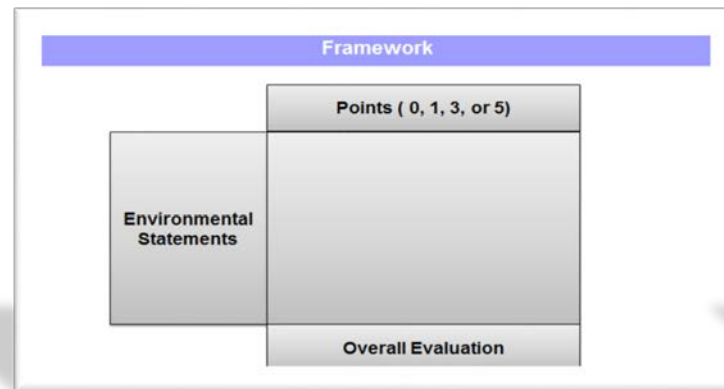 Framework
Points ( 0, 1, 3, or 5)
Environmental
Statements
Overall Evaluation